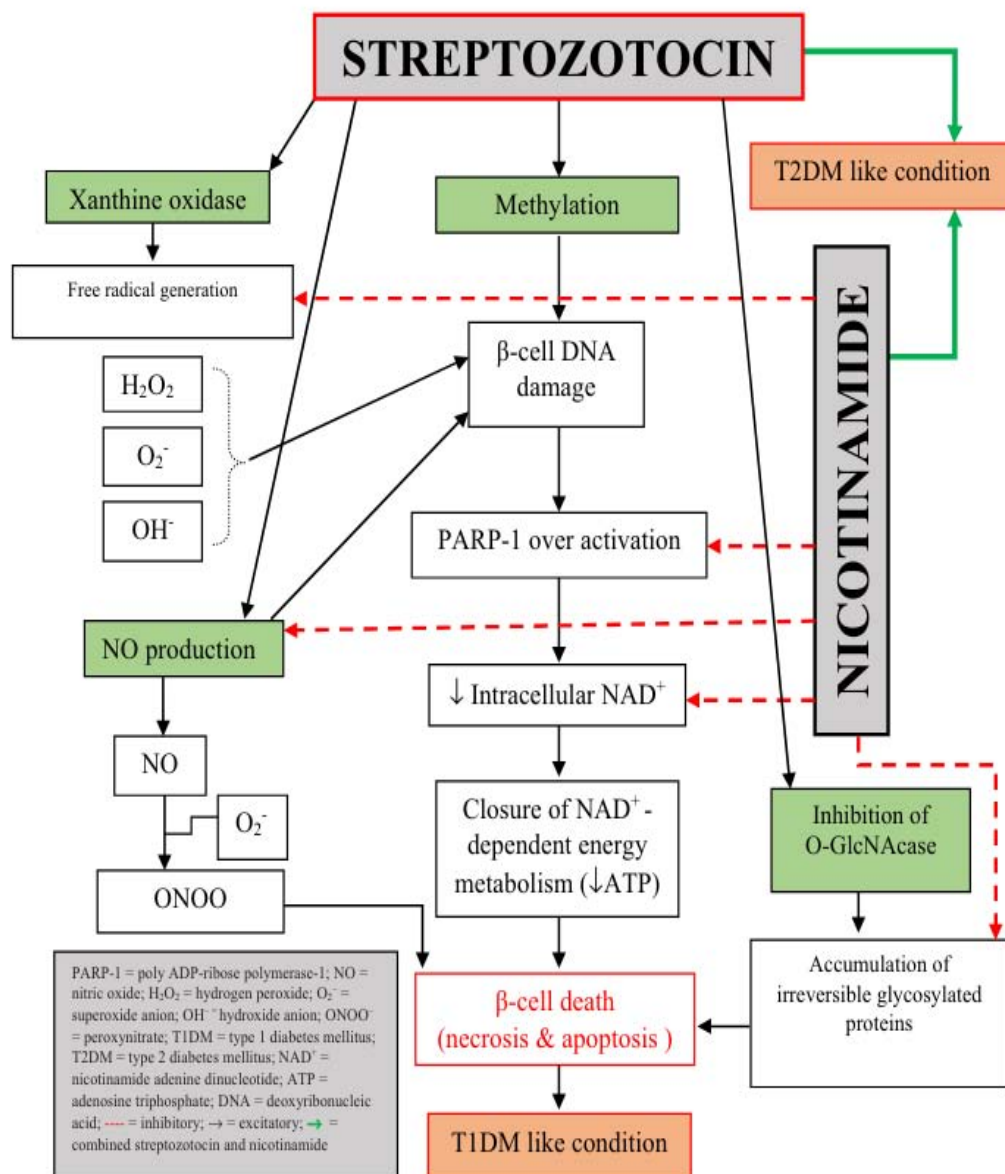 STREPTOZOTOCIN
T2DM like condition
Xanthine oxidase
Methylation
Free radical generation
NICOTINAMIDE
β-cell DNA
damage
H₂O₂
O₂⁻
OH⁻
PARP-1 over activation
NO production
↓ Intracellular NAD⁺
NO
O₂⁻
ONOO
Closure of NAD⁺ -
dependent energy
metabolism (↓ATP)
Inhibition of
O-GlcNAcase
Accumulation of
irreversible glycosylated
proteins
β-cell death
(necrosis & apoptosis )
T1DM like condition
PARP-1 = poly ADP-ribose polymerase-1; NO =
nitric oxide; H₂O₂ = hydrogen peroxide; O₂⁻ =
superoxide anion; OH⁻ ⁼ hydroxide anion; ONOO⁻
= peroxynitrate; T1DM = type 1 diabetes mellitus;
T2DM = type 2 diabetes mellitus; NAD⁺ =
nicotinamide adenine dinucleotide; ATP =
adenosine triphosphate; DNA = deoxyribonucleic
acid; ---- = inhibitory; → = excitatory; → =
combined streptozotocin and nicotinamide